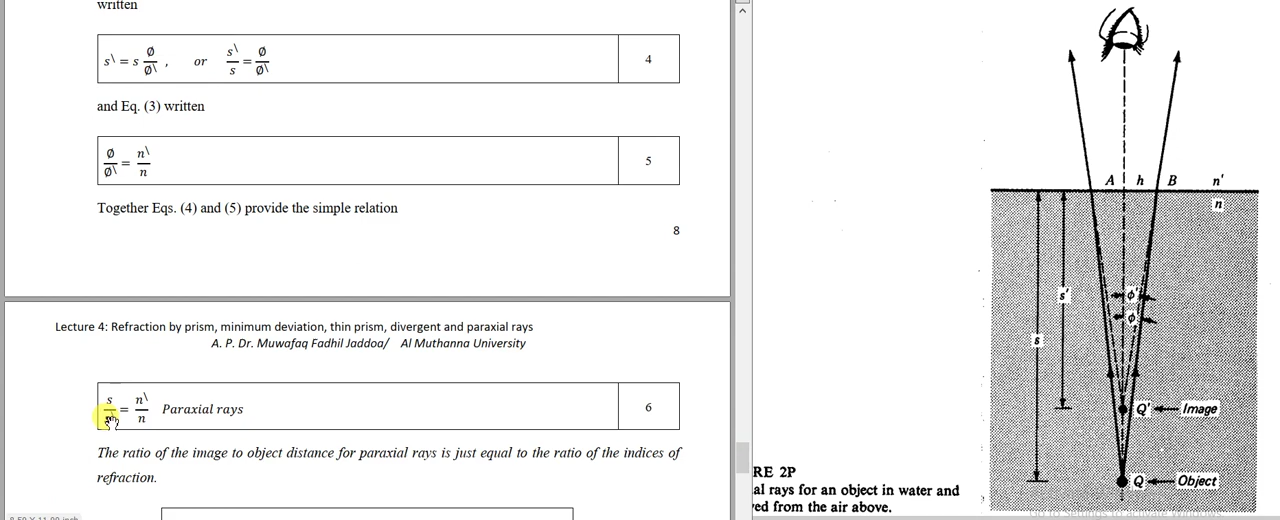 written
s\ = s Ø/Ø\ , or s\/s = Ø/Ø\ 4
and Eq. (3) written
Ø/Ø\ = n\/n 5
Together Eqs. (4) and (5) provide the simple relation
8
Lecture 4: Refraction by prism, minimum deviation, thin prism, divergent and paraxial rays
A. P. Dr. Muwafaq Fadhil Jaddoa/ Al Muthanna University
s/ = n\/n Paraxial rays 6
The ratio of the image to object distance for paraxial rays is just equal to the ratio of the indices of
refraction.
A h B n'
n
s' ϕ'
ϕ
s
Q' Image
Q Object
RE 2P
al rays for an object in water and
ed from the air above.